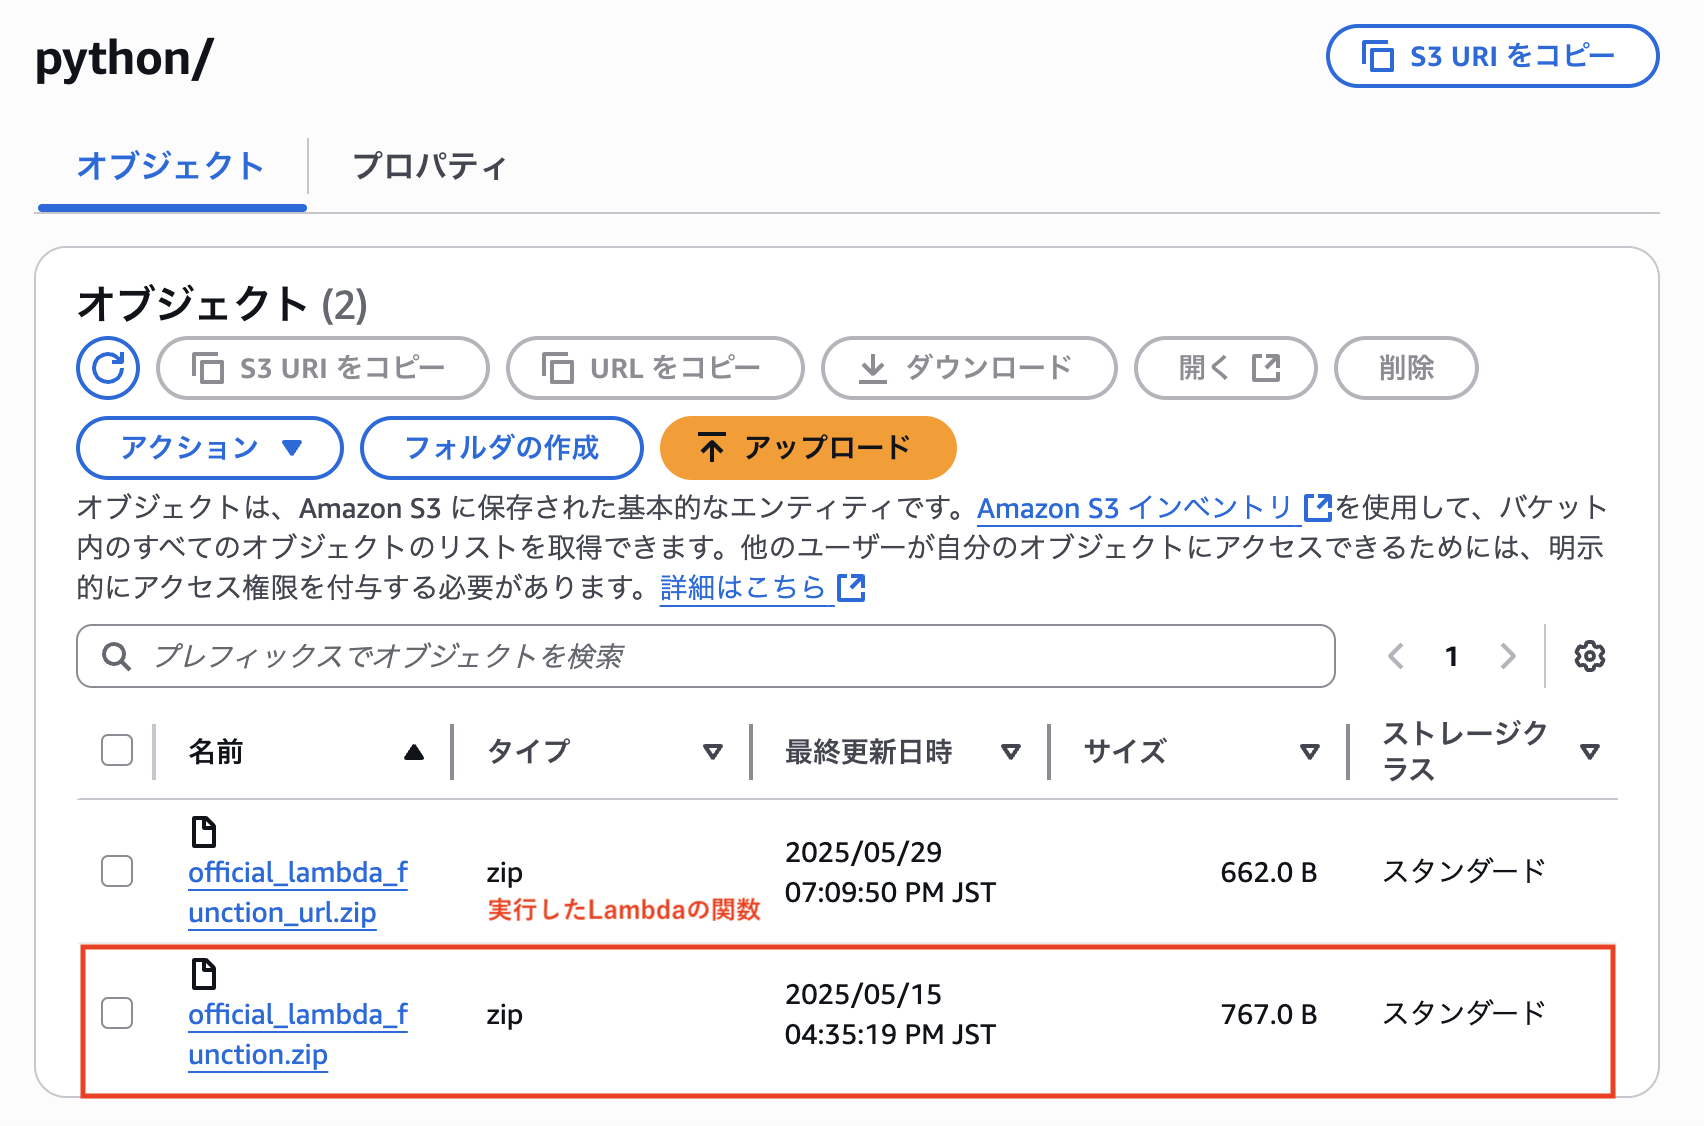 python/
S3 URI をコピー
オブジェクト
プロパティ
オブジェクト (2)
S3 URI をコピー
URL をコピー
ダウンロード
開く
削除
アクション
フォルダの作成
アップロード
オブジェクトは、Amazon S3 に保存された基本的なエンティティです。Amazon S3 インベントリ を使用して、バケット
内のすべてのオブジェクトのリストを取得できます。他のユーザーが自分のオブジェクトにアクセスできるためには、明示
的にアクセス権限を付与する必要があります。詳細はこちら
プレフィックスでオブジェクトを検索
1
名前
タイプ
最終更新日時
サイズ
ストレージク
ラス
official_lambda_f
unction_url.zip
zip
2025/05/29
07:09:50 PM JST
662.0 B
スタンダード
実行したLambdaの関数
official_lambda_f
unction.zip
zip
2025/05/15
04:35:19 PM JST
767.0 B
スタンダード